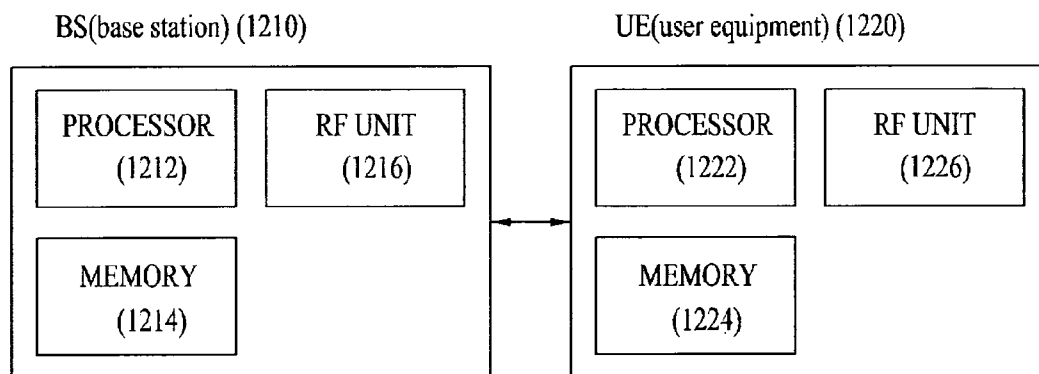 BS(base station) (1210)
PROCESSOR
(1212)
RF UNIT
(1216)
MEMORY
(1214)
UE(user equipment) (1220)
PROCESSOR
(1222)
RF UNIT
(1226)
MEMORY
(1224)